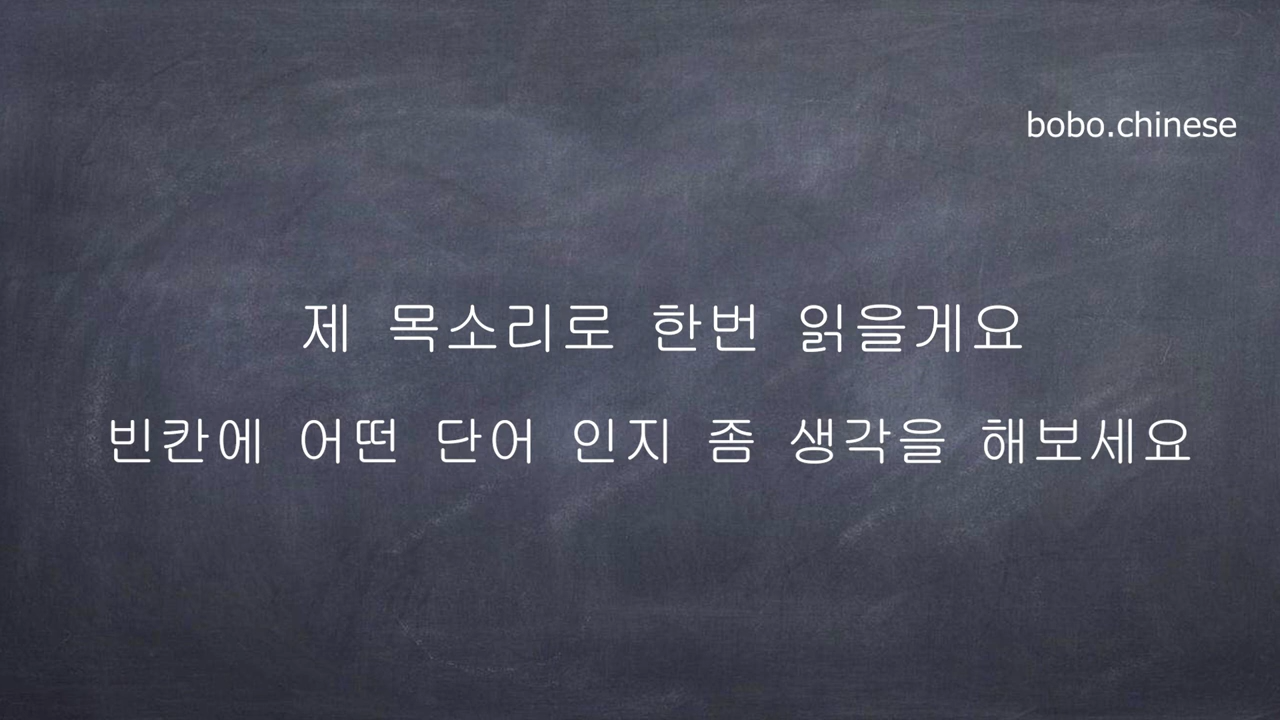 bobo.chinese
제 목소리로 한번 읽을게요
빈칸에 어떤 단어 인지 좀 생각을 해보세요